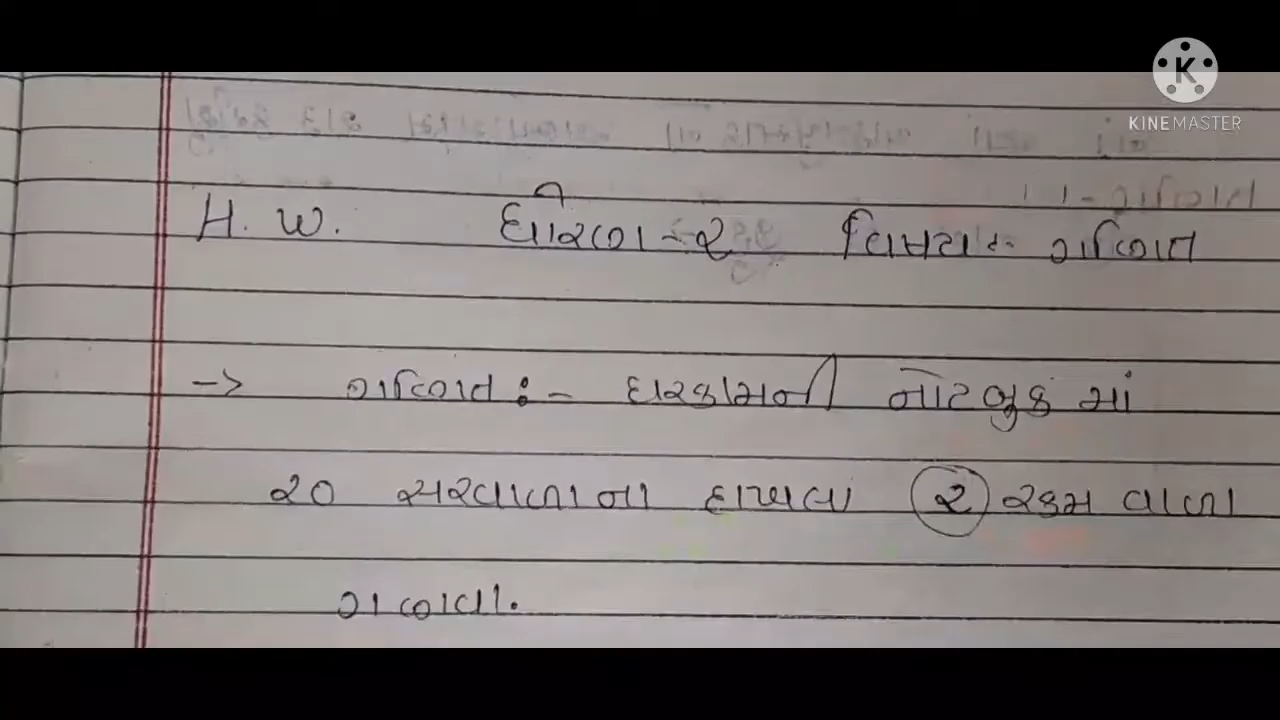 KINEMASTER
H. W. ધોરણ - ૨ વિષય :- ગણિત
-> ગણિત :- ઘરકામની નોટબુક માં
૨૦ સરવાળાના દાખલા ૨ રકમ વાળા
ગણવા.